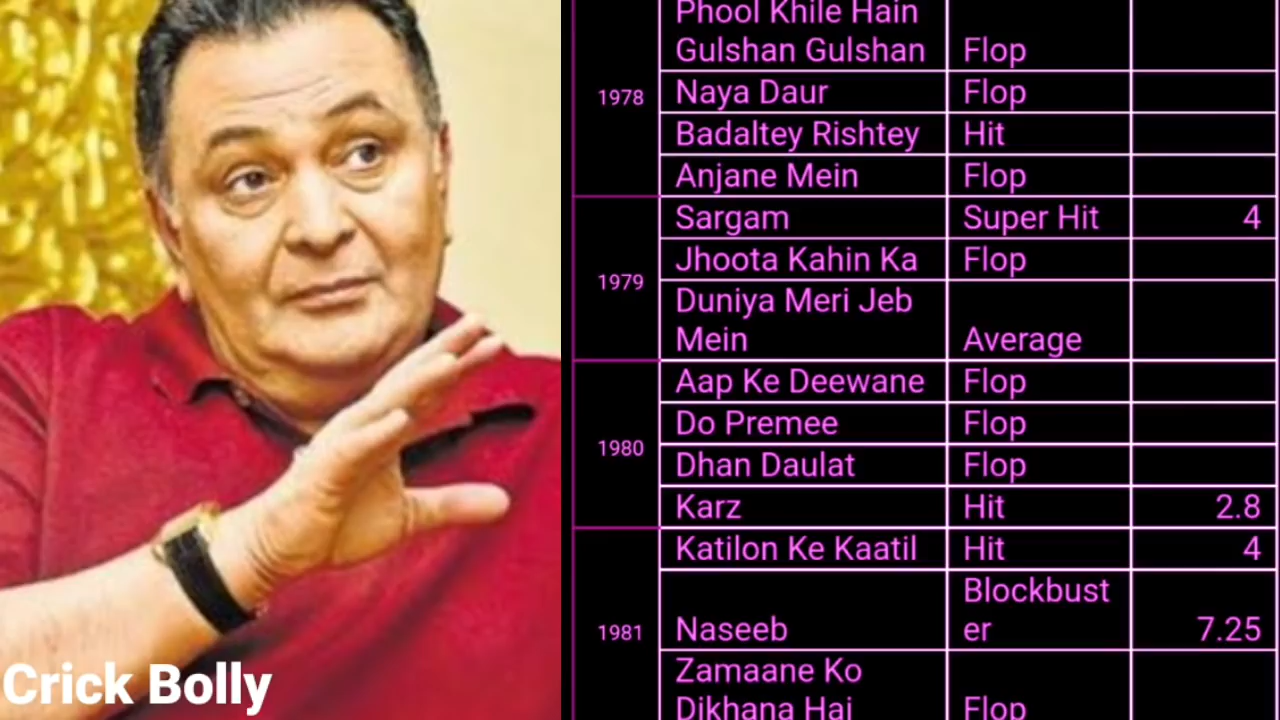 Crick Bolly
Phool Khile Hain
Gulshan Gulshan Flop
1978
Naya Daur Flop
Badaltey Rishtey Hit
Anjane Mein Flop
Sargam Super Hit 4
1979
Jhoota Kahin Ka Flop
Duniya Meri Jeb
Mein Average
Aap Ke Deewane Flop
Do Premee Flop
1980
Dhan Daulat Flop
Karz Hit 2.8
Katilon Ke Kaatil Hit 4
Blockbust
1981
Naseeb er 7.25
Zamaane Ko
Dikhana Hai Flop